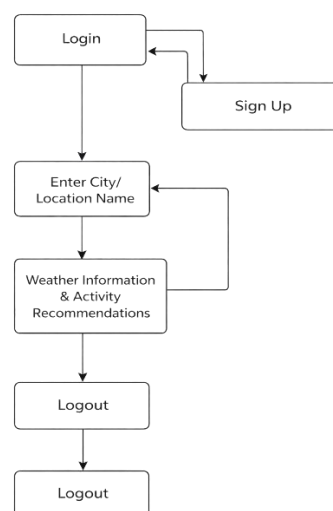 Login
Sign Up
Enter City/
Location Name
Weather Information
& Activity
Recommendations
Logout
Logout